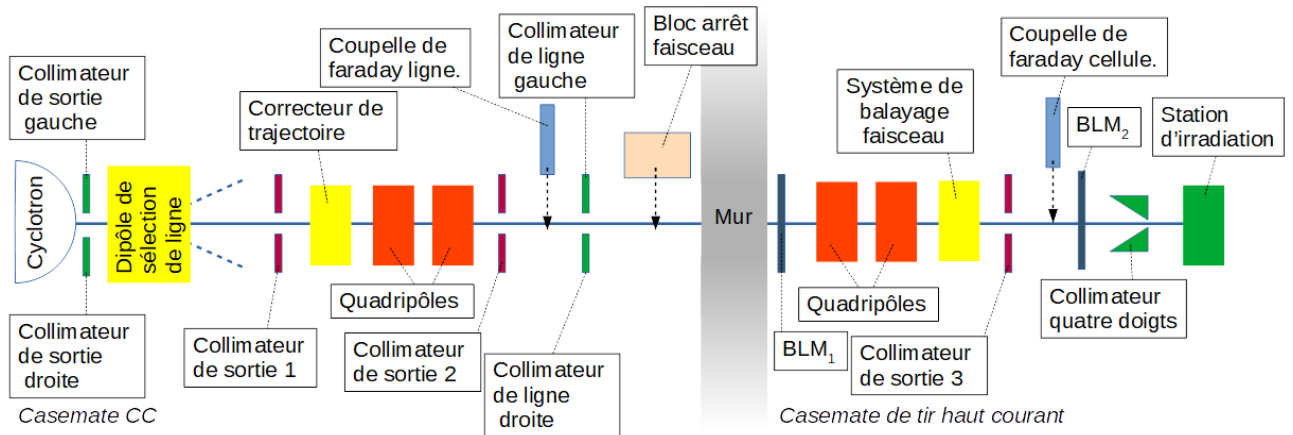 Collimateur
de sortie
gauche
Coupelle de
faraday ligne.
Correcteur de
trajectoire
Collimateur
de ligne
gauche
Bloc arrêt
faisceau
Système de
balayage
faisceau
Coupelle de
faraday cellule.
BLM₂
Station
d'irradiation
Cyclotron
Dipôle de
sélection
de ligne
Mur
Collimateur
de sortie
droite
Collimateur
de sortie 1
Quadripôles
Collimateur
de sortie 2
Collimateur
de ligne
droite
BLM₁
Quadripôles
Collimateur
de sortie 3
Collimateur
quatre doigts
Casemate CC
Casemate de tir haut courant